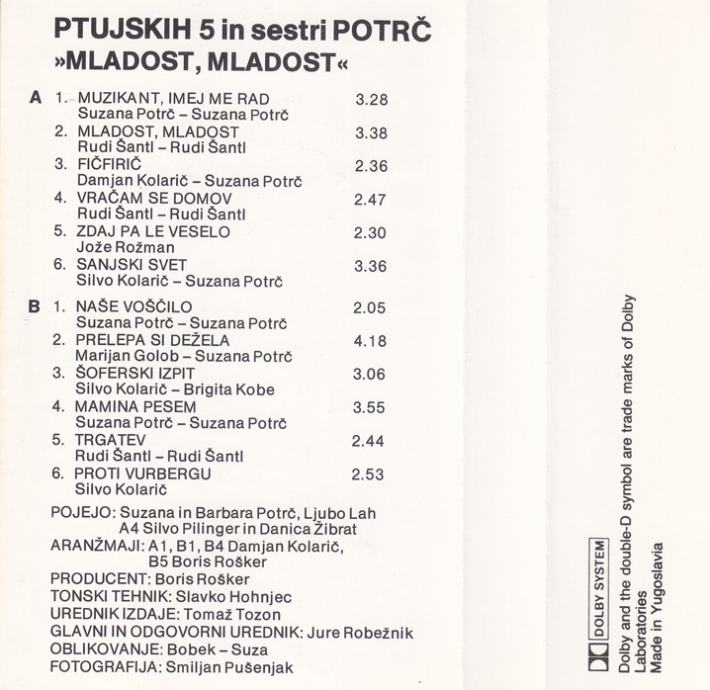 PTUJSKIH 5 in sestri POTRČ
»MLADOST, MLADOST«
A 1. MUZIKANT, IMEJ ME RAD 3.28
Suzana Potrč – Suzana Potrč
2. MLADOST, MLADOST 3.38
Rudi Šantl – Rudi Šantl
3. FIČFIRIČ 2.36
Damjan Kolarič – Suzana Potrč
4. VRAČAM SE DOMOV 2.47
Rudi Šantl – Rudi Šantl
5. ZDAJ PA LE VESELO 2.30
Jože Rožman
6. SANJSKI SVET 3.36
Silvo Kolarič – Suzana Potrč
B 1. NAŠE VOŠČILO 2.05
Suzana Potrč – Suzana Potrč
2. PRELEPA SI DEŽELA 4.18
Marijan Golob – Suzana Potrč
3. ŠOFERSKI IZPIT 3.06
Silvo Kolarič – Brigita Kobe
4. MAMINA PESEM 3.55
Suzana Potrč – Suzana Potrč
5. TRGATEV 2.44
Rudi Šantl – Rudi Šantl
6. PROTI VURBERGU 2.53
Silvo Kolarič
POJEJO: Suzana in Barbara Potrč, Ljubo Lah
A4 Silvo Pilinger in Danica Žibrat
ARANŽMAJI: A1, B1, B4 Damjan Kolarič,
B5 Boris Rošker
PRODUCENT: Boris Rošker
TONSKI TEHNIK: Slavko Hohnjec
UREDNIK IZDAJE: Tomaž Tozon
GLAVNI IN ODGOVORNI UREDNIK: Jure Robežnik
OBLIKOVANJE: Bobek – Suza
FOTOGRAFIJA: Smiljan Pušenjak
DOLBY SYSTEM
Dolby and the double-D symbol are trade marks of Dolby
Laboratories
Made in Yugoslavia